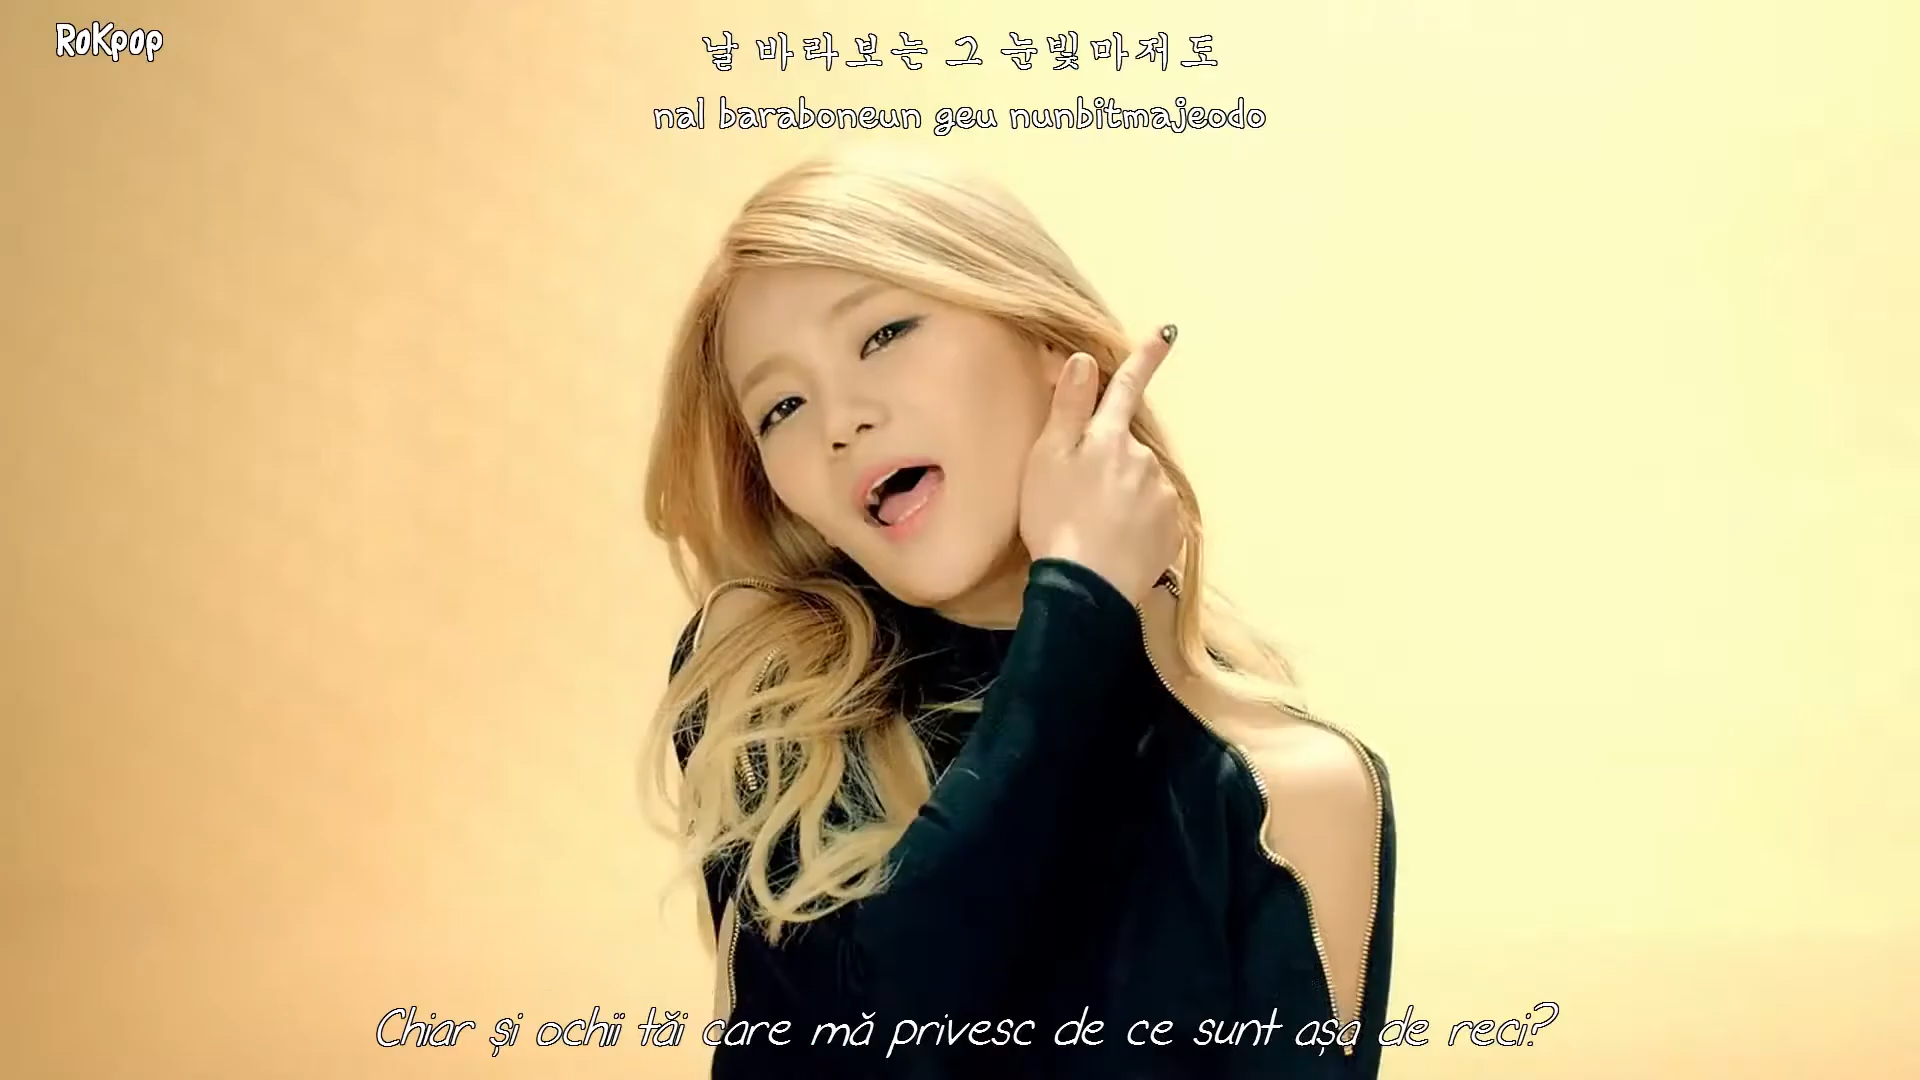 RoKpop
날 바라보는 그 눈빛마저도
nal baraboneun geu nunbitmajeodo
Chiar și ochii tăi care mă privesc de ce sunt așa de reci?